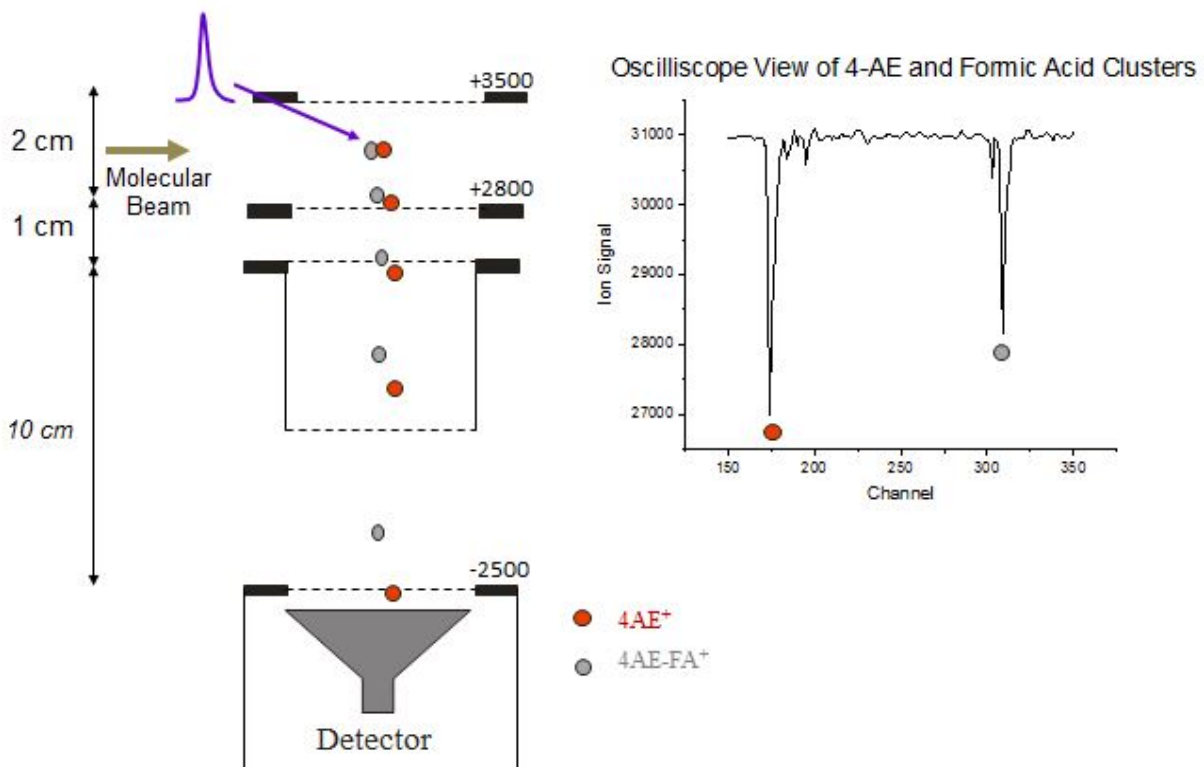 +3500
2 cm
Molecular
Beam
+2800
1 cm
10 cm
-2500
Detector
4AE⁺
4AE-FA⁺
Oscilliscope View of 4-AE and Formic Acid Clusters
31000
30000
29000
28000
27000
Ion Signal
150 200 250 300 350
Channel